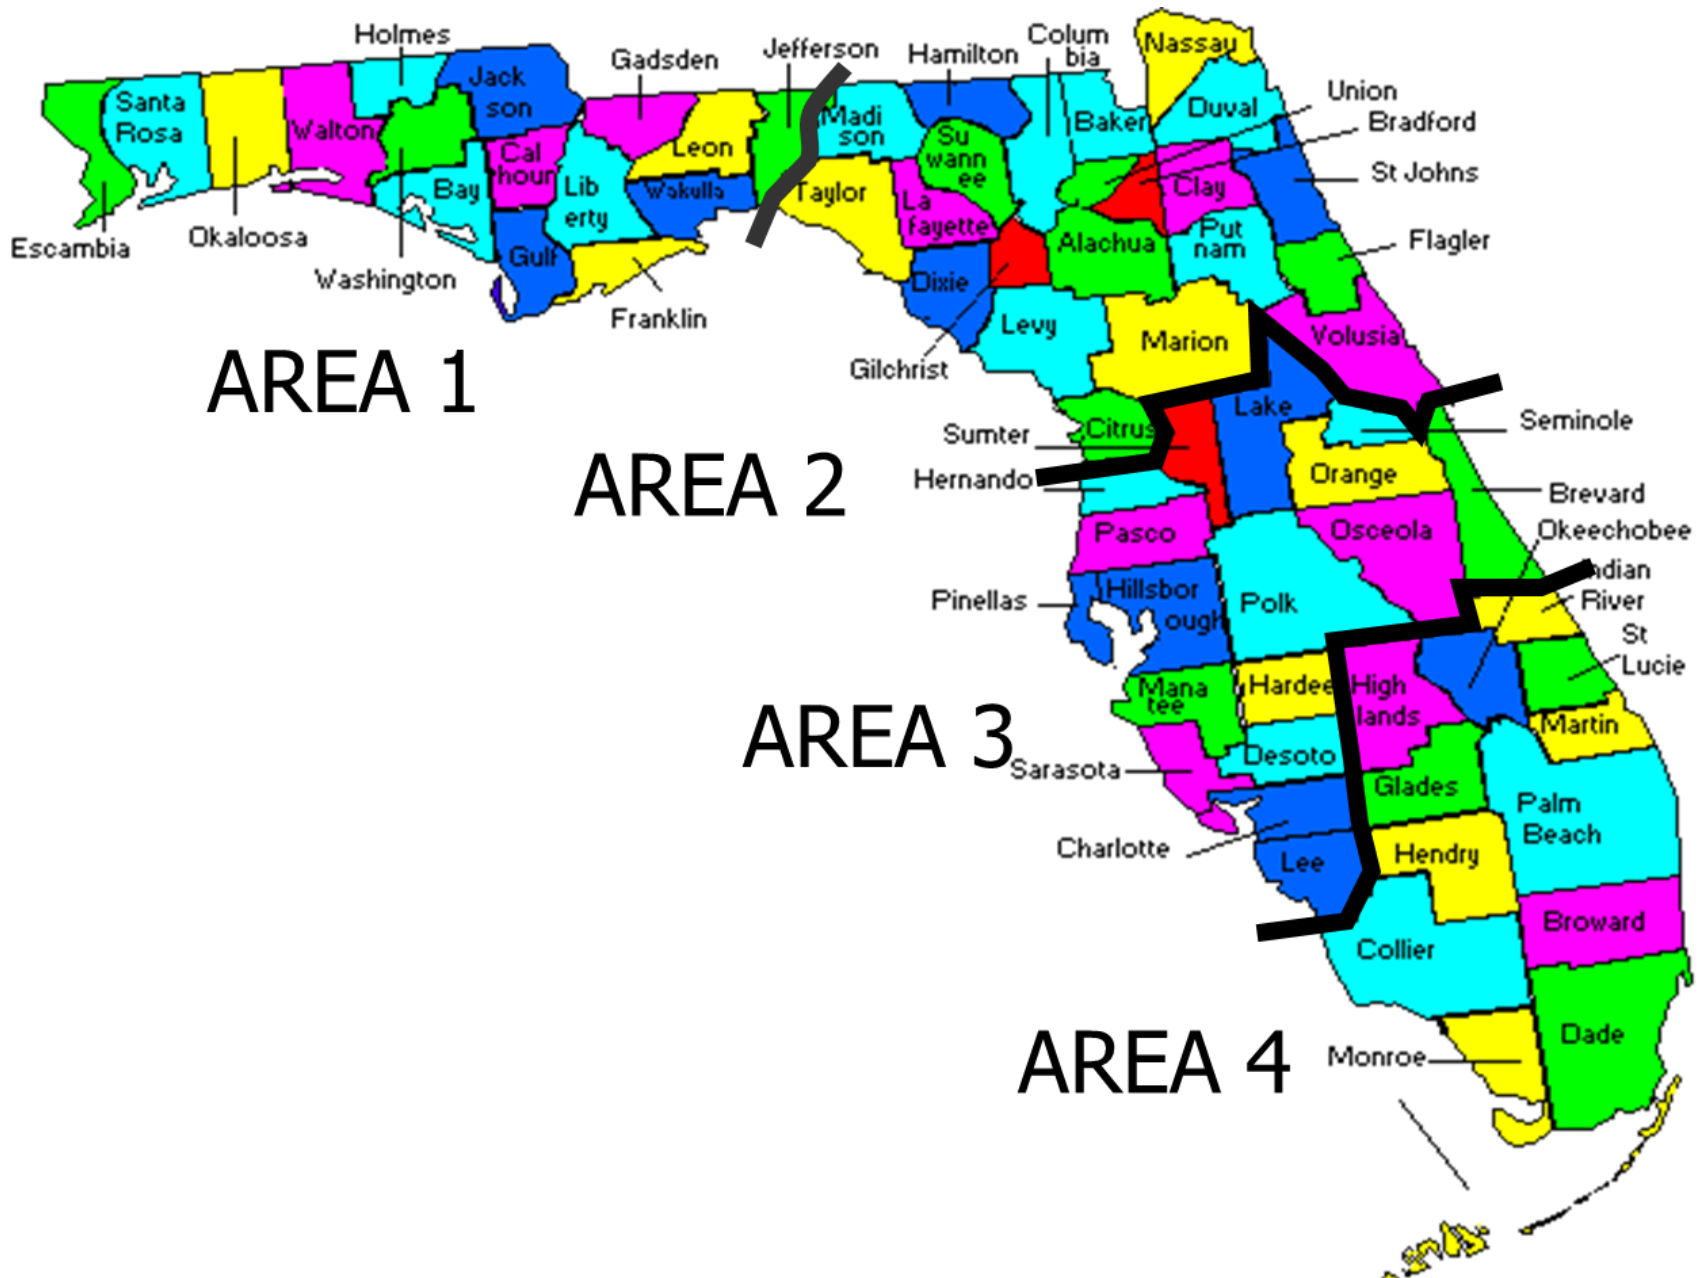 Holmes
Gadsden
Jefferson
Hamilton
Colum
bia
Nassau
Jack
son
Santa
Rosa
Walton
Leon
Madi
son
Su
wann
ee
Baker
Duval
Union
Bradford
St Johns
Cal
houn
Bay
Lib
erty
Wakulla
Taylor
La
fayette
Clay
Alachua
Put
nam
Flagler
Escambia
Okaloosa
Washington
Gulf
Franklin
Dixie
Gilchrist
Levy
Marion
Volusia
AREA 1
AREA 2
Citrus
Sumter
Lake
Seminole
Hernando
Orange
Brevard
Pasco
Osceola
Okeechobee
Indian
River
Pinellas
Hillsbor
ough
Polk
St
Lucie
Mana
tee
Hardee
High
lands
Martin
AREA 3
Sarasota
Desoto
Glades
Palm
Beach
Charlotte
Lee
Hendry
Broward
Collier
Dade
AREA 4
Monroe